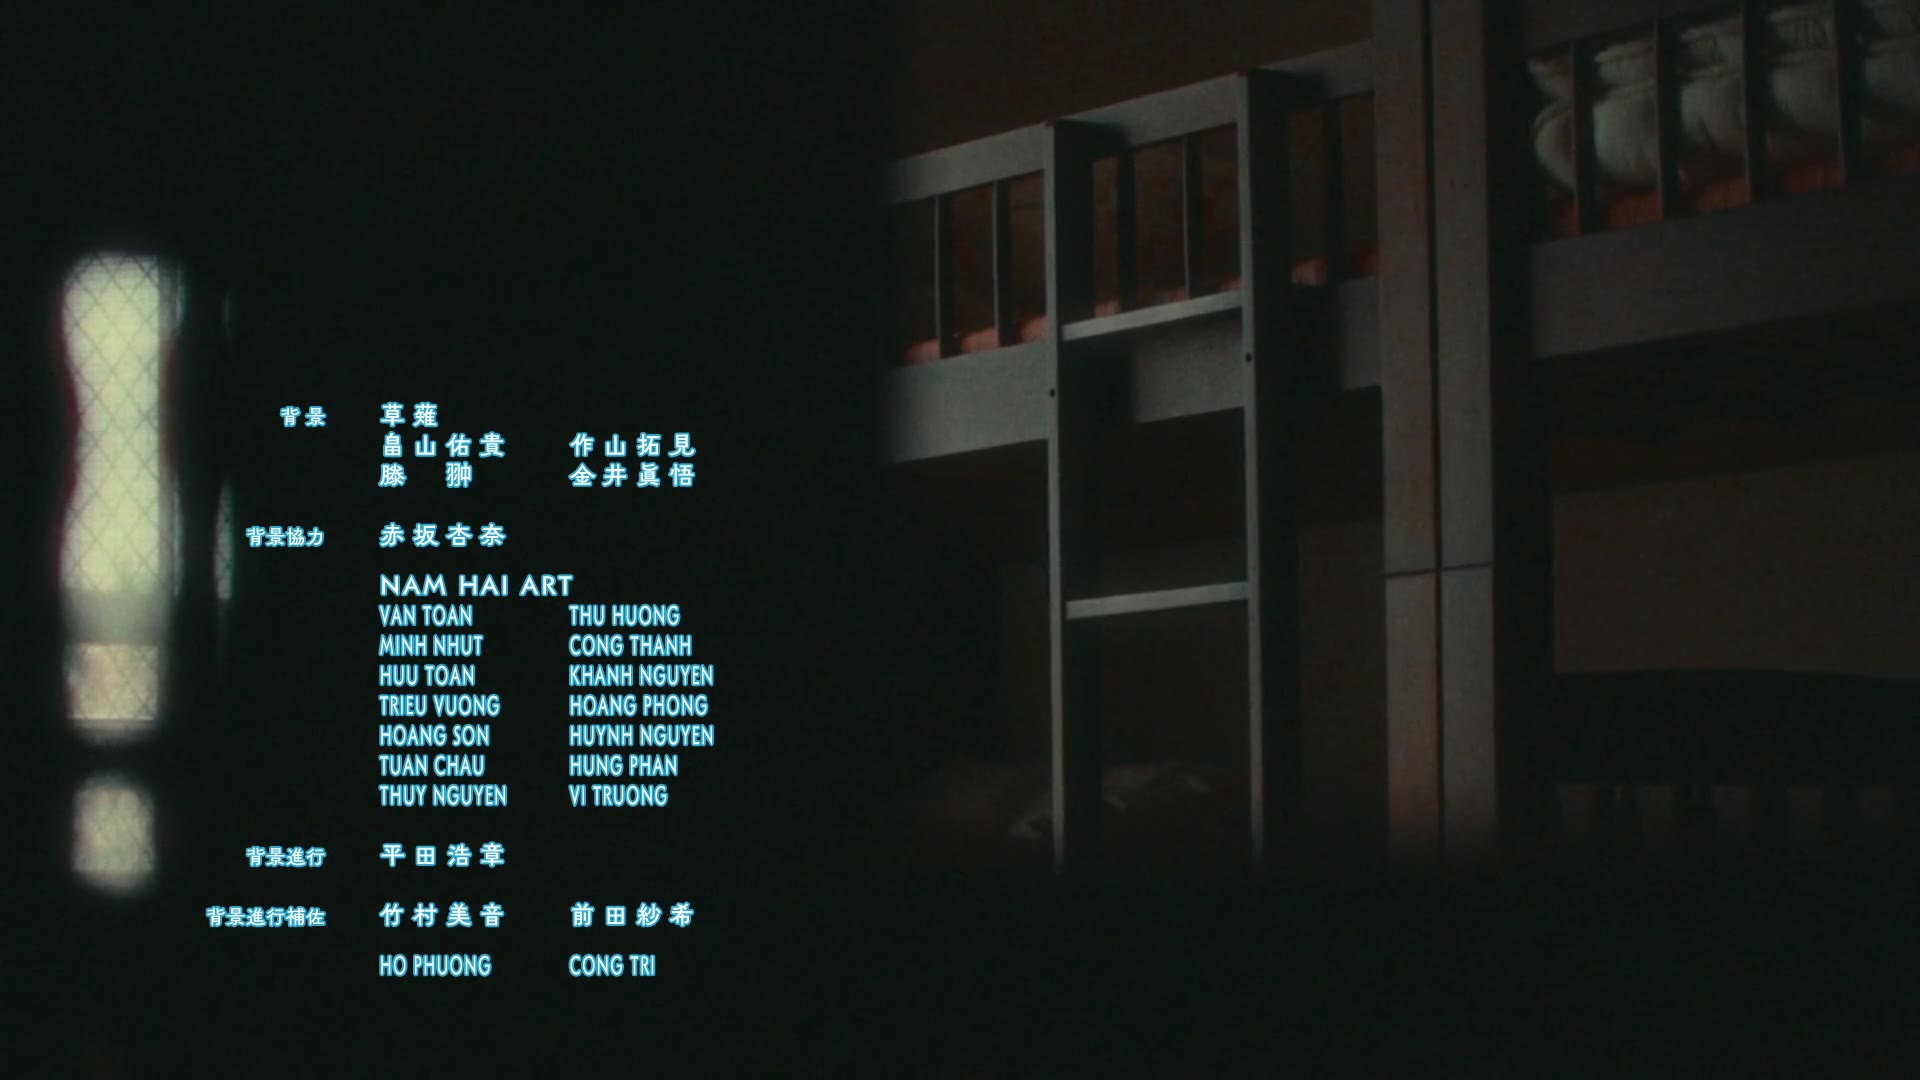 背景 草薙
畠山佑貴 作山拓見
滕 翀 金井眞悟
背景協力 赤坂杏奈
NAM HAI ART
VAN TOAN THU HUONG
MINH NHUT CONG THANH
HUU TOAN KHANH NGUYEN
TRIEU VUONG HOANG PHONG
HOANG SON HUYNH NGUYEN
TUAN CHAU HUNG PHAN
THUY NGUYEN VI TRUONG
背景進行 平田浩章
背景進行補佐 竹村美音 前田紗希
HO PHUONG CONG TRI